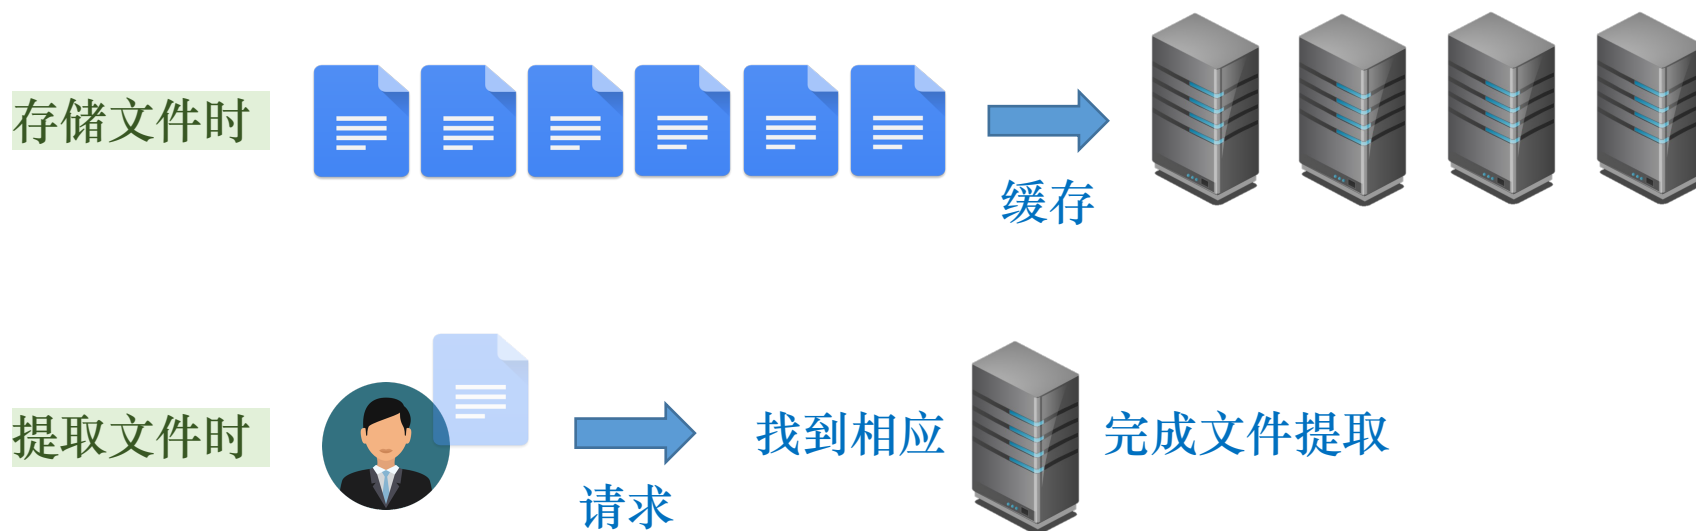 存储文件时
缓存
提取文件时
请求
找到相应
完成文件提取